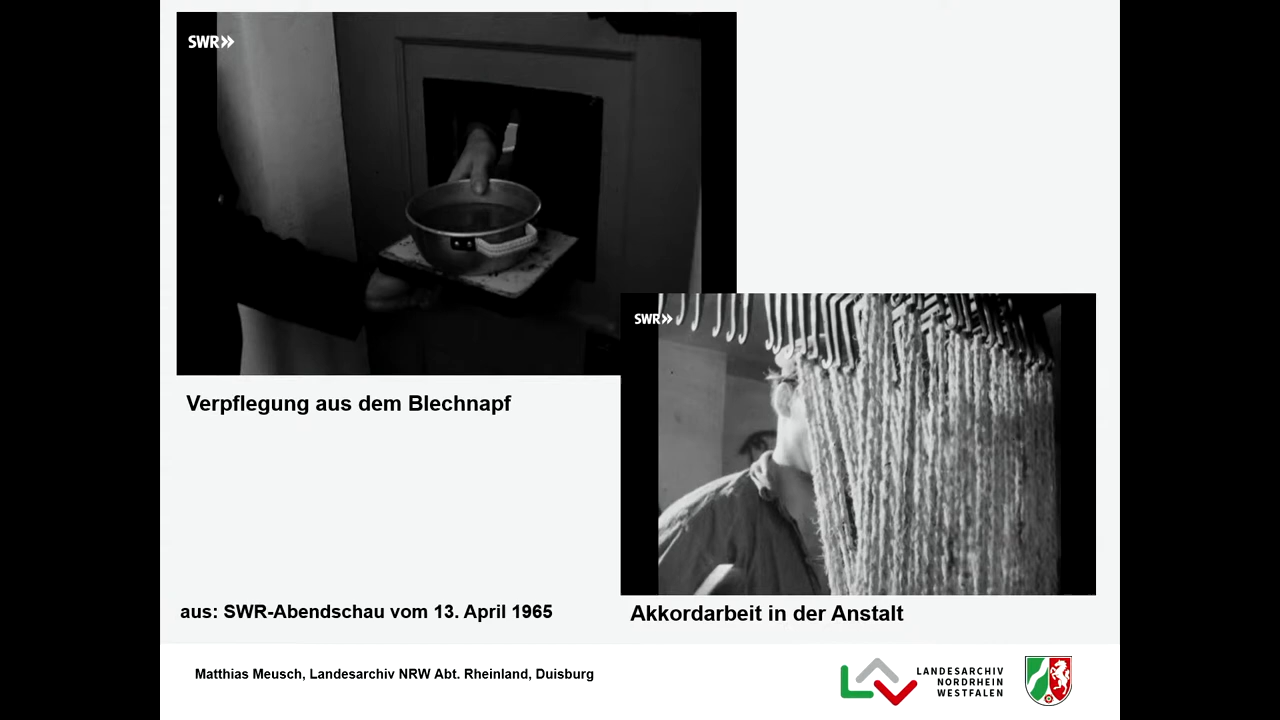 SWR»
SWR»
Verpflegung aus dem Blechnapf
aus: SWR-Abendschau vom 13. April 1965
Akkordarbeit in der Anstalt
Matthias Meusch, Landesarchiv NRW Abt. Rheinland, Duisburg
LANDESARCHIV
NORDRHEIN
WESTFALEN